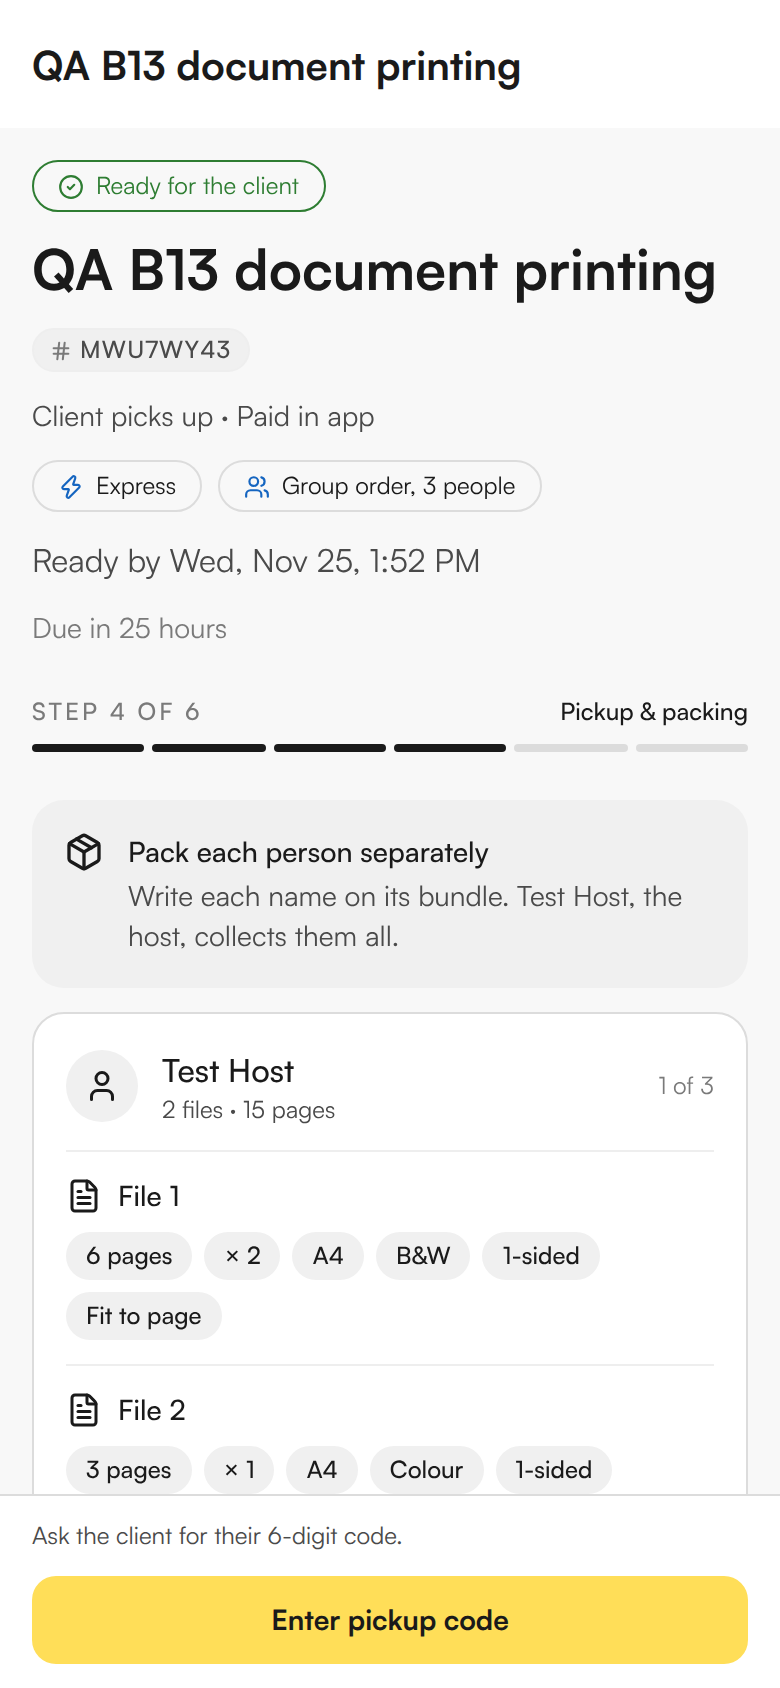 QA B13 document printing
Ready for the client
QA B13 document printing
# MWU7WY43
Client picks up · Paid in app
Express
Group order, 3 people
Ready by Wed, Nov 25, 1:52 PM
Due in 25 hours
STEP 4 OF 6
Pickup & packing
Pack each person separately
Write each name on its bundle. Test Host, the
host, collects them all.
Test Host
1 of 3
2 files · 15 pages
File 1
6 pages × 2 A4 B&W 1-sided
Fit to page
File 2
3 pages × 1 A4 Colour 1-sided
Ask the client for their 6-digit code.
Enter pickup code